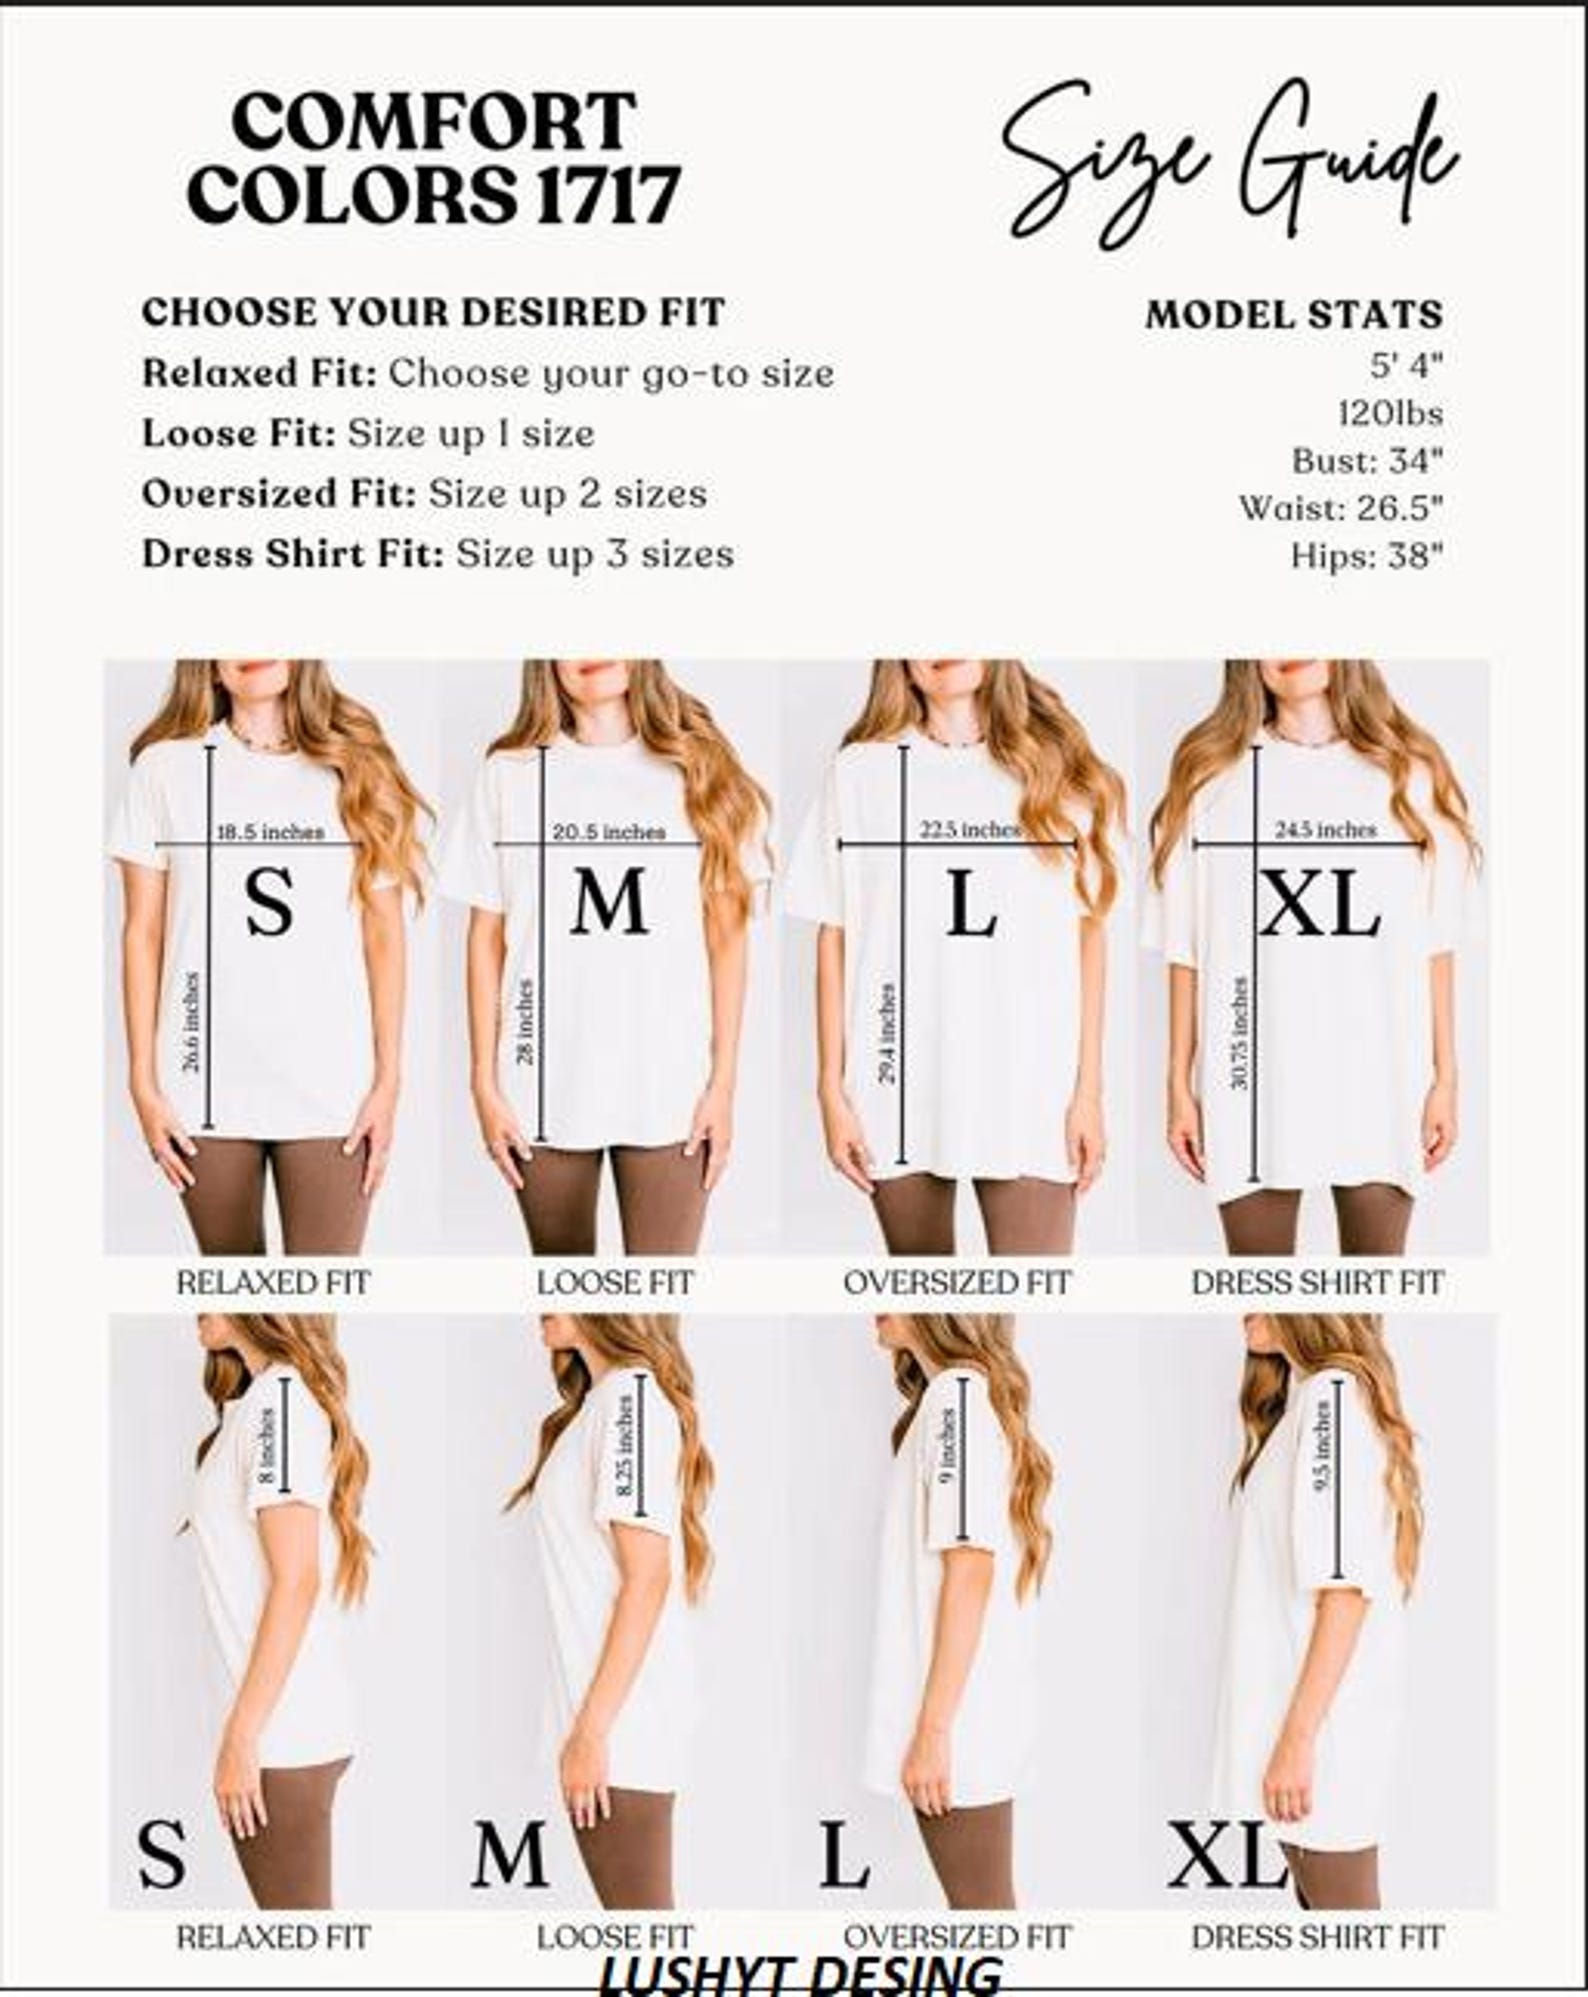 COMFORT
COLORS 1717
Size Guide
CHOOSE YOUR DESIRED FIT
Relaxed Fit: Choose your go-to size
Loose Fit: Size up 1 size
Oversized Fit: Size up 2 sizes
Dress Shirt Fit: Size up 3 sizes
MODEL STATS
5' 4"
120lbs
Bust: 34"
Waist: 26.5"
Hips: 38"
18.5 inches
S
26.6 inches
20.5 inches
M
28 inches
22.5 inches
L
29.4 inches
24.5 inches
XL
30.75 inches
RELAXED FIT
LOOSE FIT
OVERSIZED FIT
DRESS SHIRT FIT
8 inches
S
8.25 inches
M
9 inches
L
9.5 inches
XL
RELAXED FIT
LOOSE FIT
OVERSIZED FIT
DRESS SHIRT FIT
LUSHYT DESING